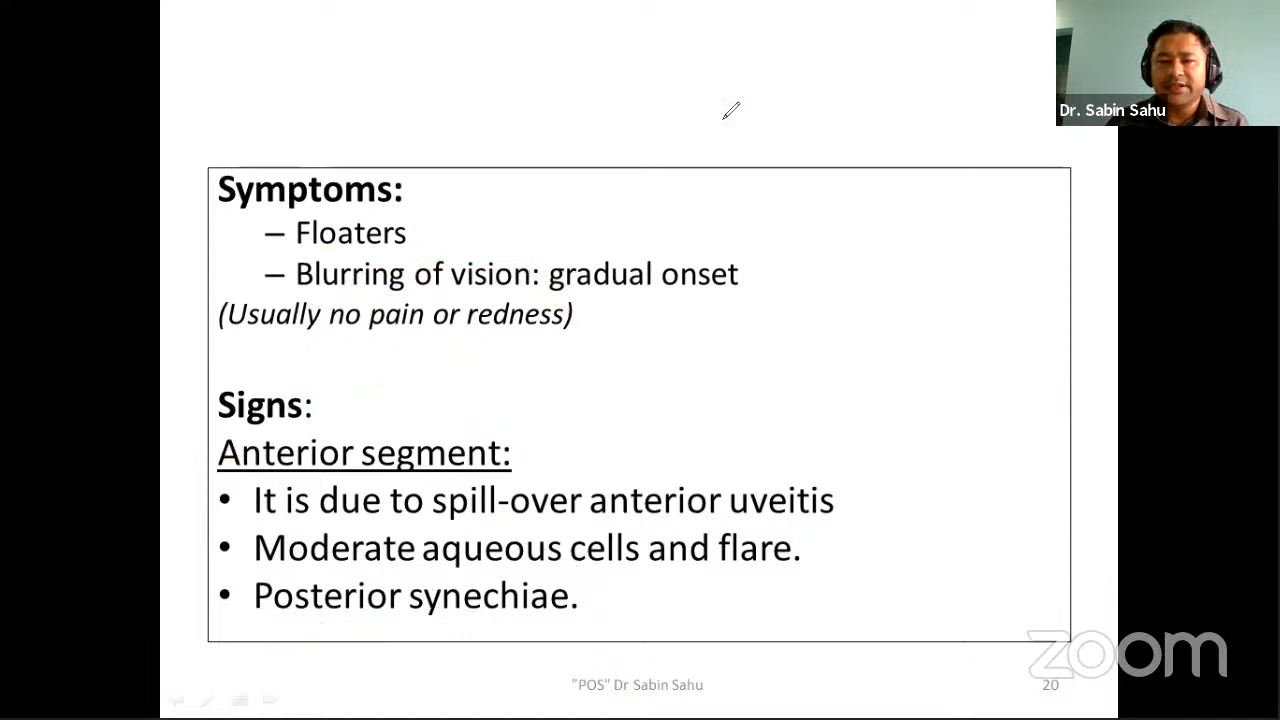 Dr. Sabin Sahu
Symptoms:
– Floaters
– Blurring of vision: gradual onset
(Usually no pain or redness)
Signs:
Anterior segment:
• It is due to spill-over anterior uveitis
• Moderate aqueous cells and flare.
• Posterior synechiae.
zoom
"POS" Dr Sabin Sahu
20